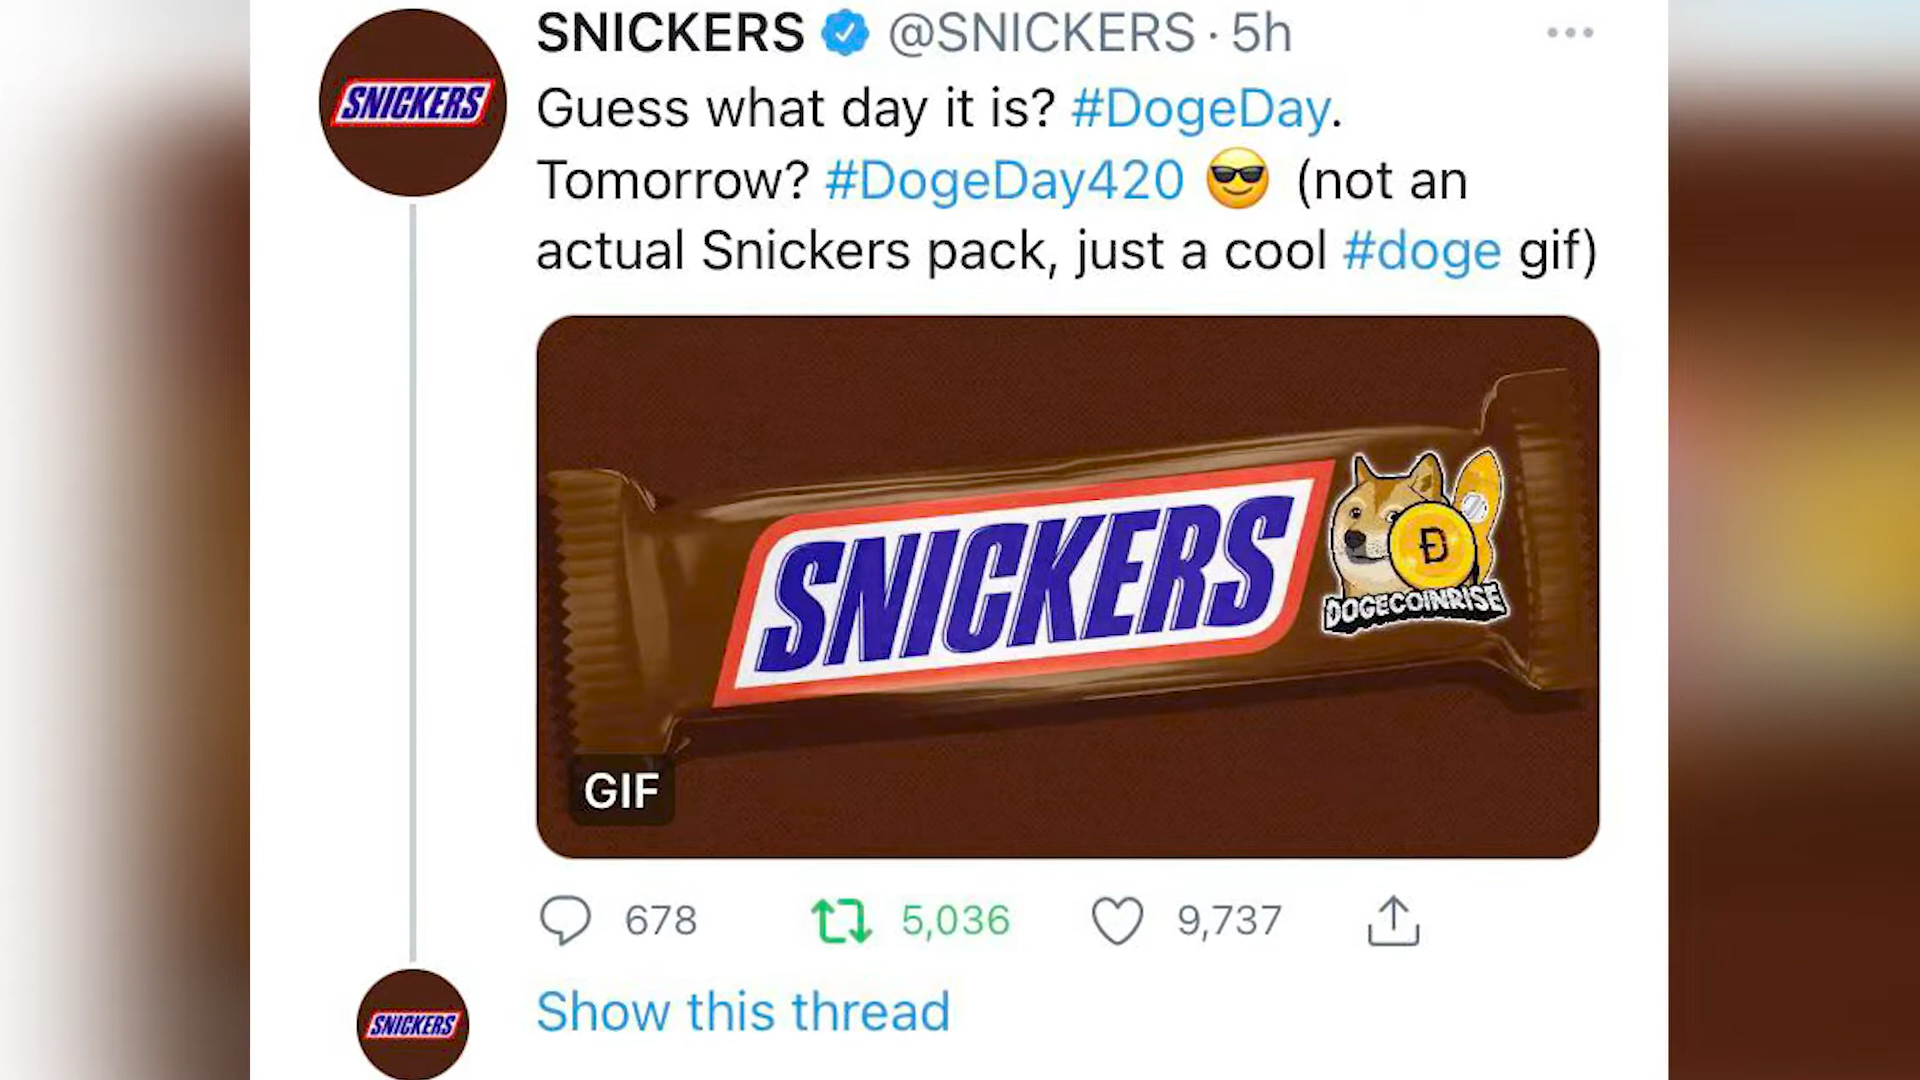 SNICKERS
SNICKERS @SNICKERS · 5h
Guess what day it is? #DogeDay.
Tomorrow? #DogeDay420 😎 (not an
actual Snickers pack, just a cool #doge gif)
SNICKERS
Đ
DOGECOINRISE
GIF
678 5,036 9,737
SNICKERS
Show this thread